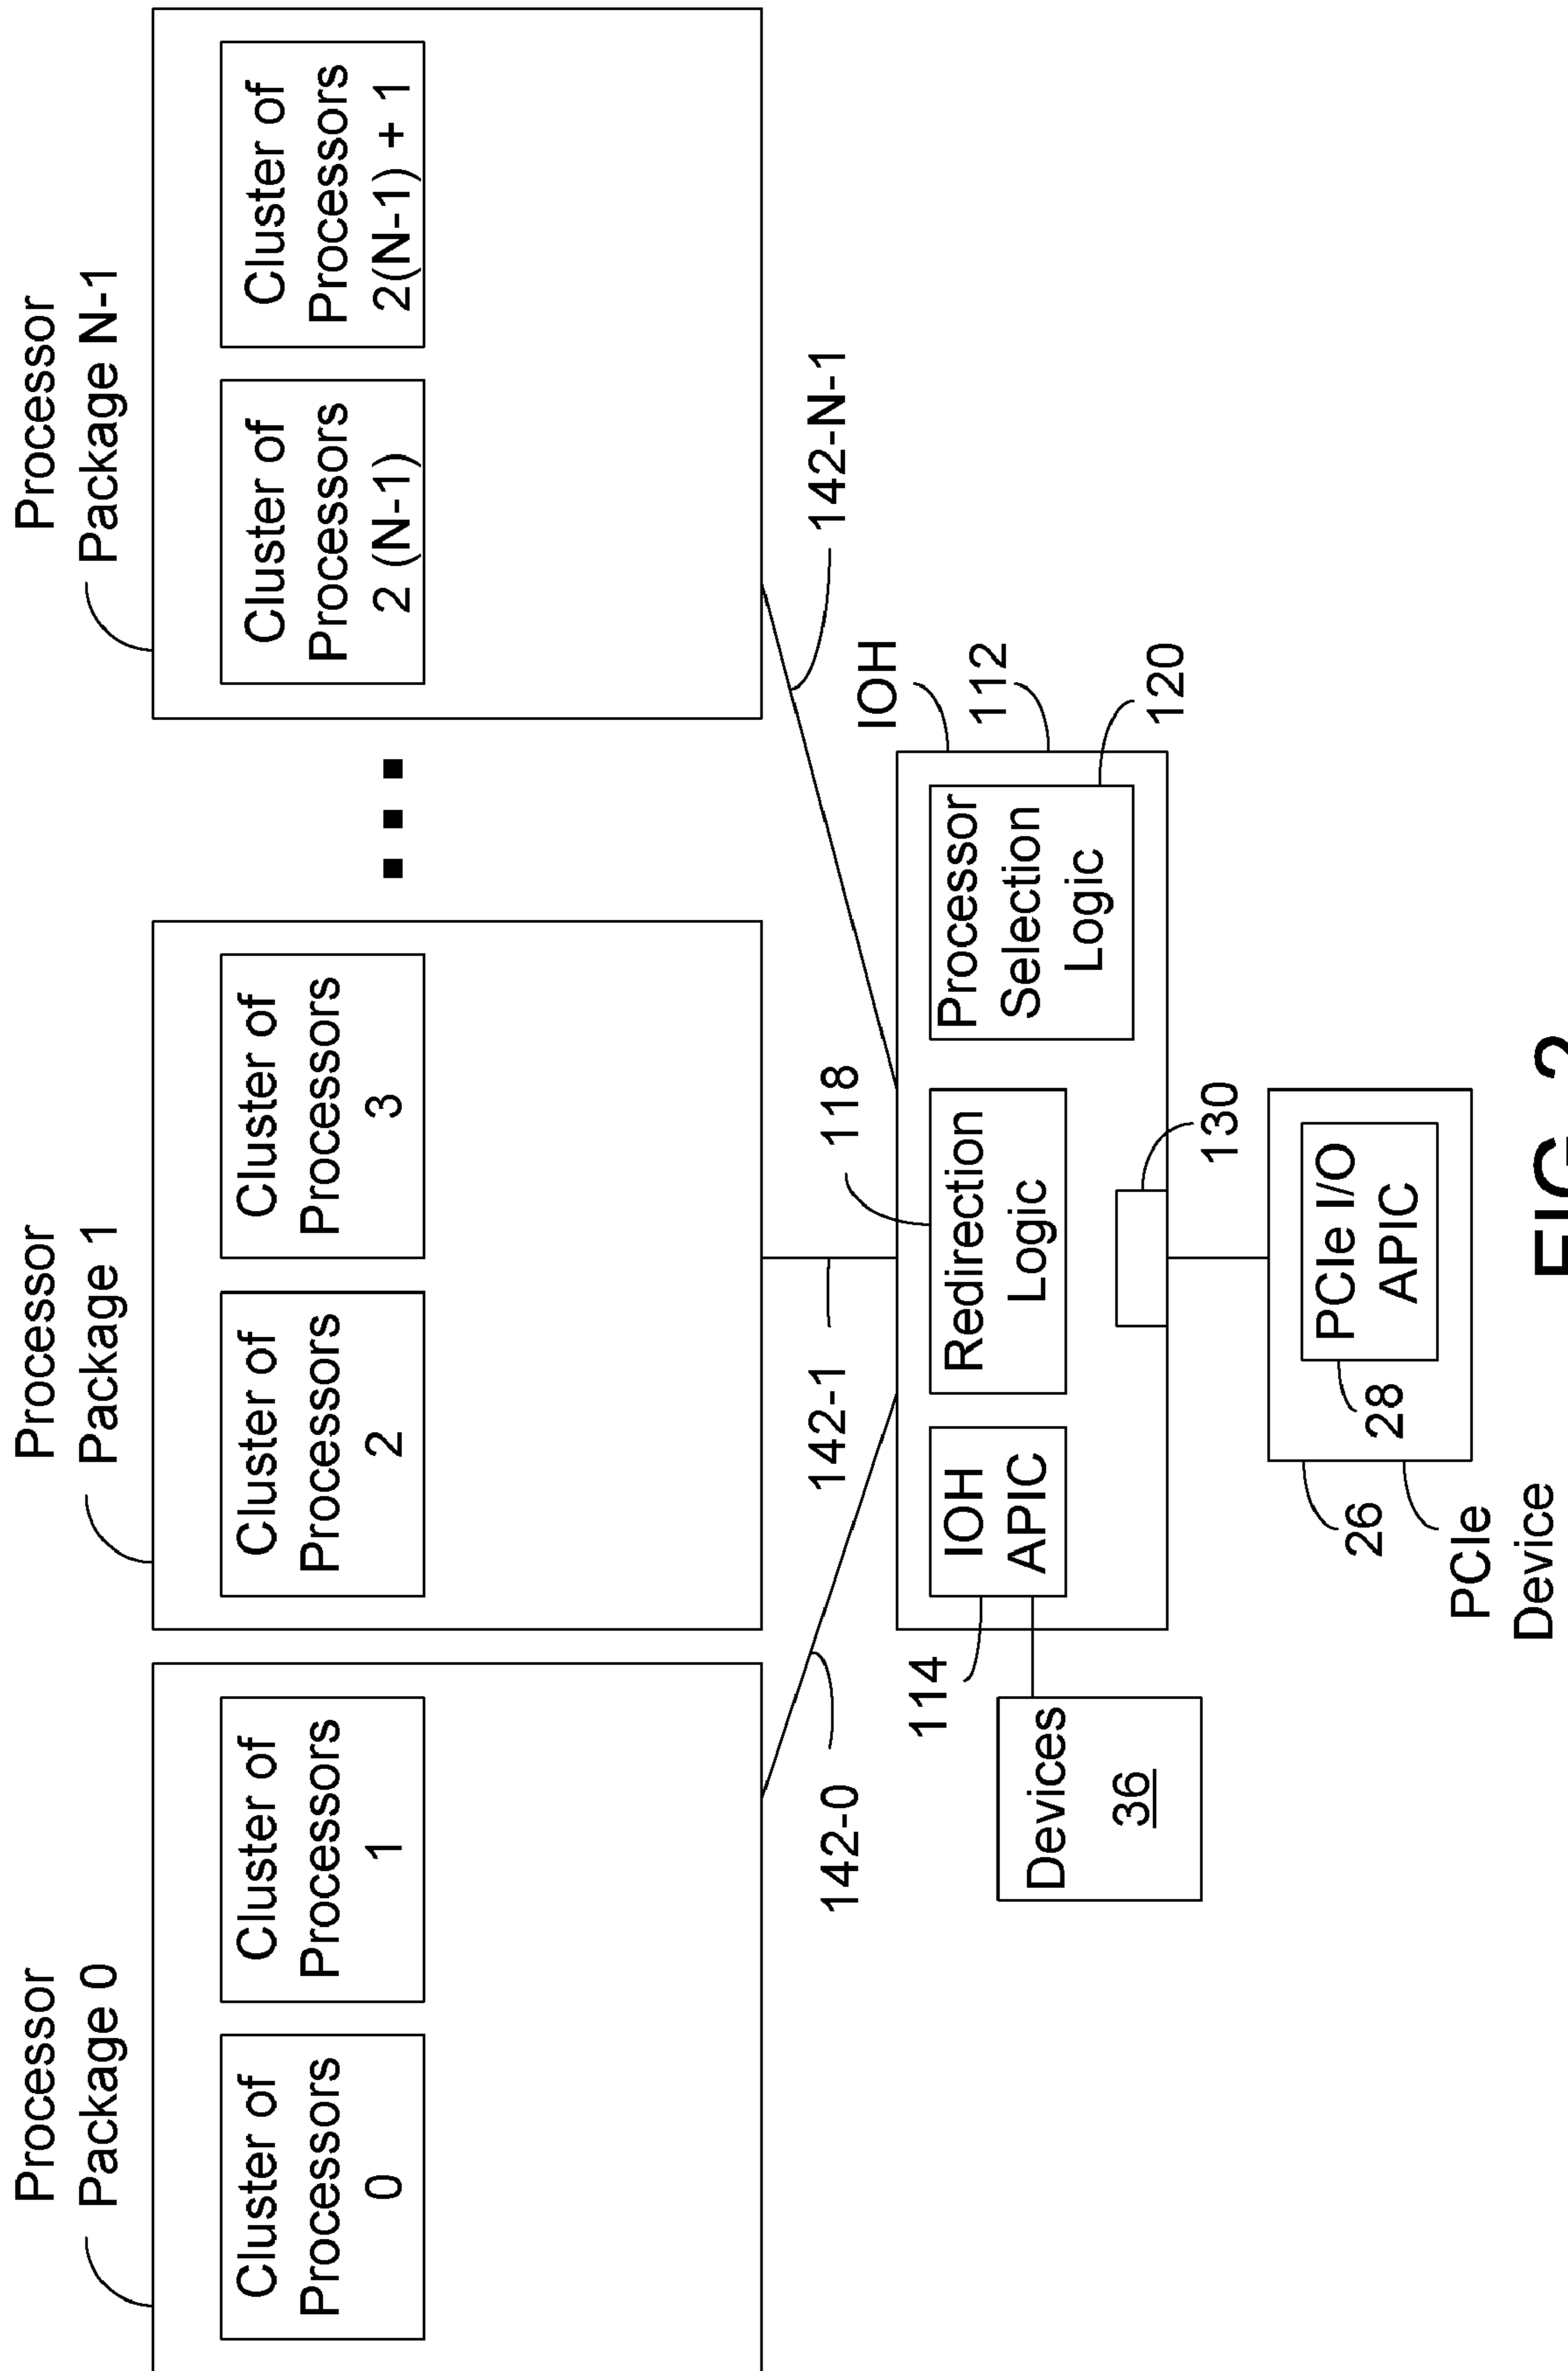 Processor
Package 0
Processor
Package 1
Processor
Package N-1
Cluster of
Processors
0
Cluster of
Processors
1
Cluster of
Processors
2
Cluster of
Processors
3
Cluster of
Processors
2 (N-1)
Cluster of
Processors
2(N-1) + 1
142-0
142-1
118
142-N-1
IOH
112
120
114
IOH
APIC
Redirection
Logic
Processor
Selection
Logic
130
Devices
36
26
28
PCIe I/O
APIC
PCIe
Device
FIG. 2